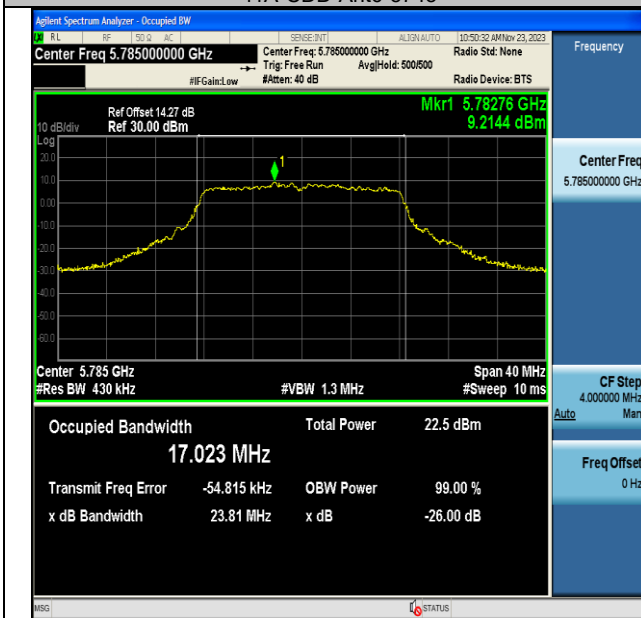 Agilent Spectrum Analyzer - Occupied BW
RL RF 50 Ω AC SENSE:INT ALIGN AUTO 10:50:32 AM Nov 23, 2023
Center Freq 5.785000000 GHz
Center Freq: 5.785000000 GHz
Radio Std: None
Trig: Free Run Avg|Hold: 500/500
#IFGain:Low #Atten: 40 dB Radio Device: BTS
Frequency
Mkr1 5.78276 GHz
9.2144 dBm
Ref Offset 14.27 dB
10 dB/div Ref 30.00 dBm
Log
20.0
10.0
0.00
-10.0
-20.0
-30.0
-40.0
-50.0
-60.0
1
Center 5.785 GHz Span 40 MHz
#Res BW 430 kHz #VBW 1.3 MHz #Sweep 10 ms
Occupied Bandwidth Total Power 22.5 dBm
17.023 MHz
Transmit Freq Error -54.815 kHz OBW Power 99.00 %
x dB Bandwidth 23.81 MHz x dB -26.00 dB
Center Freq
5.785000000 GHz
CF Step
4.000000 MHz
Auto Man
Freq Offset
0 Hz
MSG STATUS